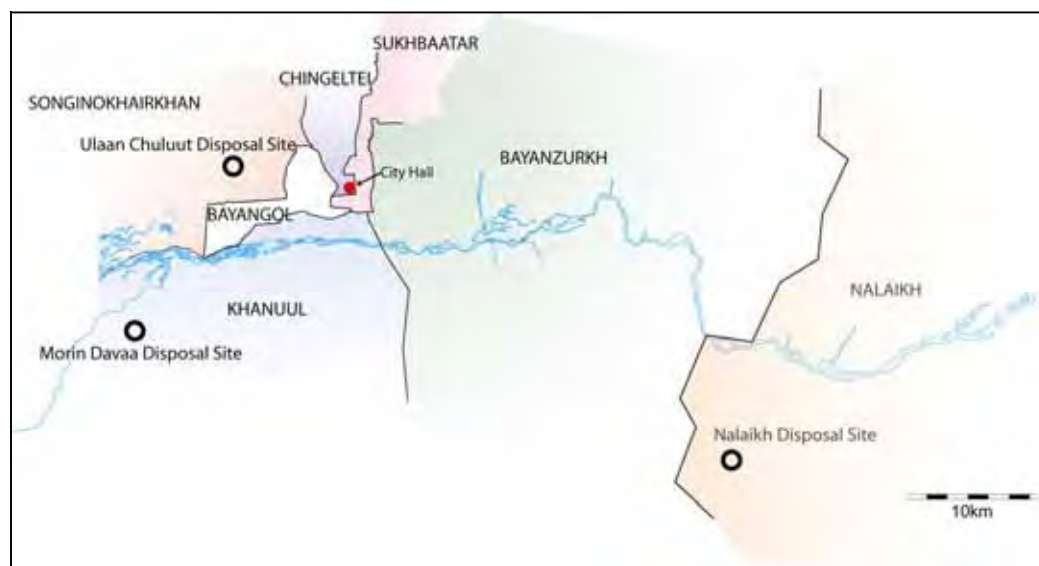 SUKHBAATAR
CHINGELTEI
SONGINOKHAIRKHAN
Ulaan Chuluut Disposal Site
City Hall
BAYANZURKH
BAYANGOL
NALAIKH
KHANUUL
Morin Davaa Disposal Site
Nalaikh Disposal Site
10km